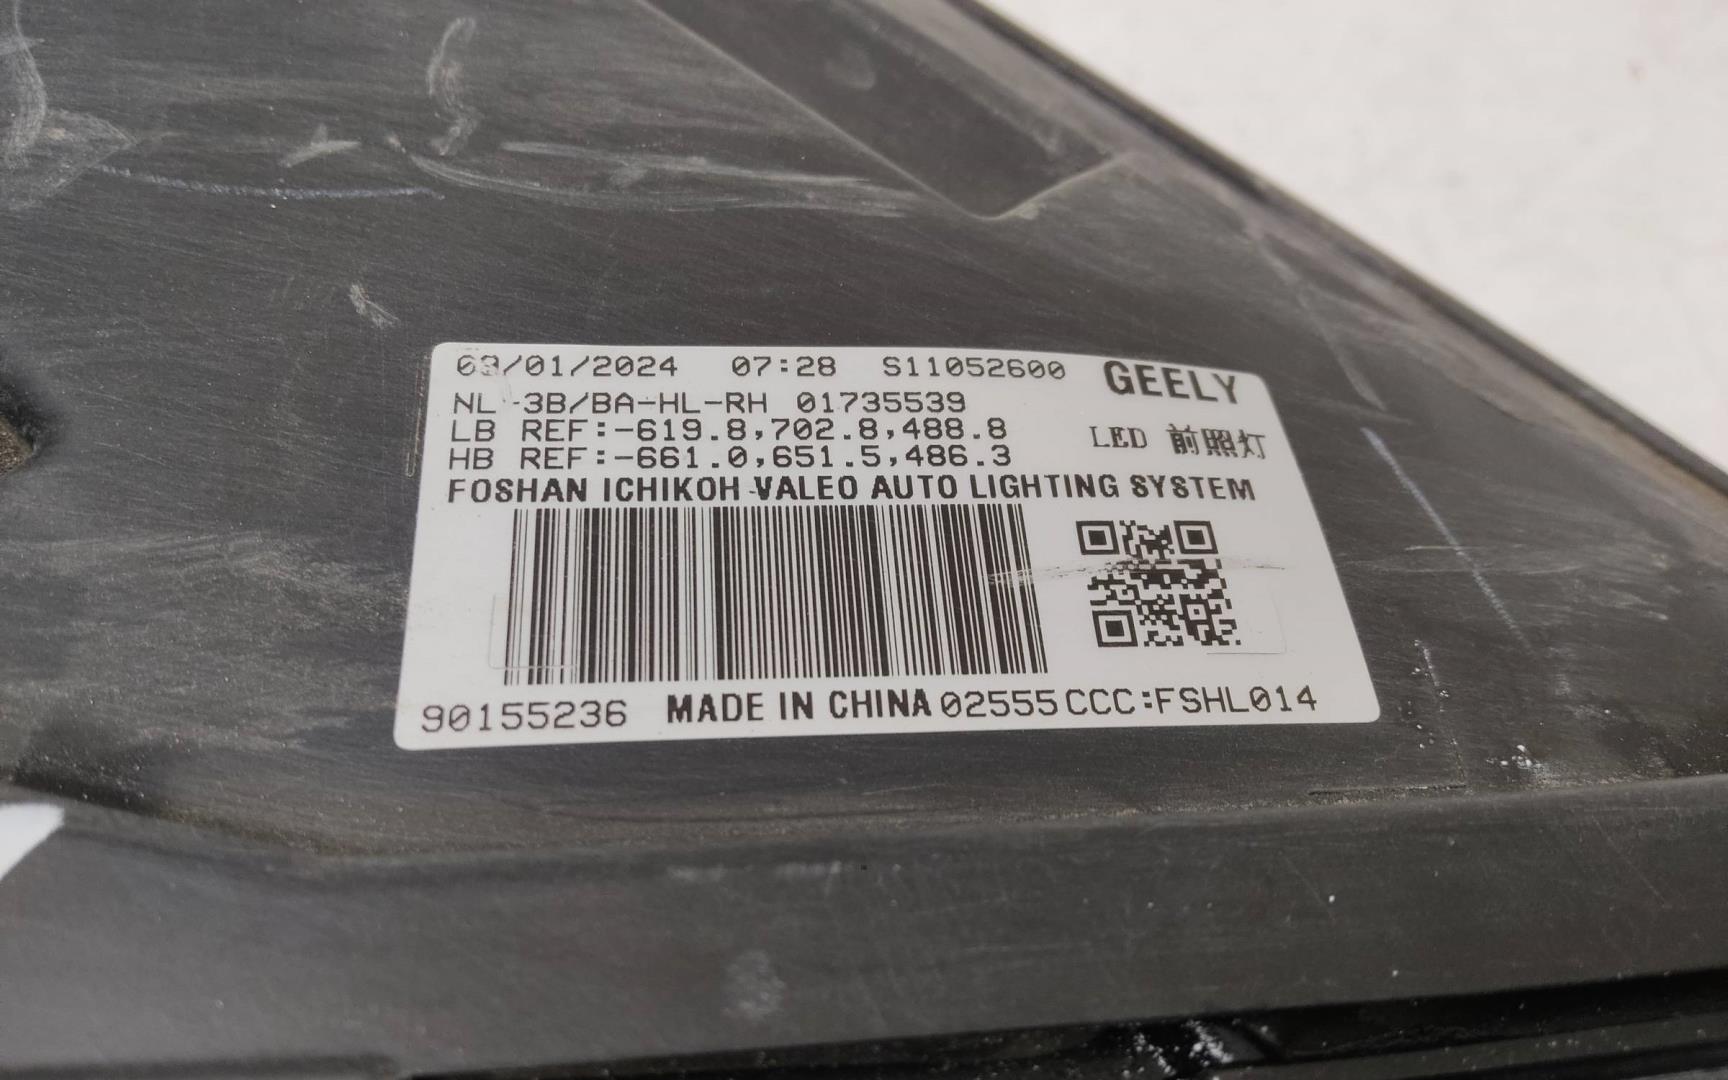 03/01/2024 07:28 S11052600 GEELY
NL-3B/BA-HL-RH 01735539
LB REF:-619.8,702.8,488.8 LED 前照灯
HB REF:-661.0,651.5,486.3
FOSHAN ICHIKOH-VALEO AUTO LIGHTING SYSTEM
90155236 MADE IN CHINA 02555 CCC:FSHL014